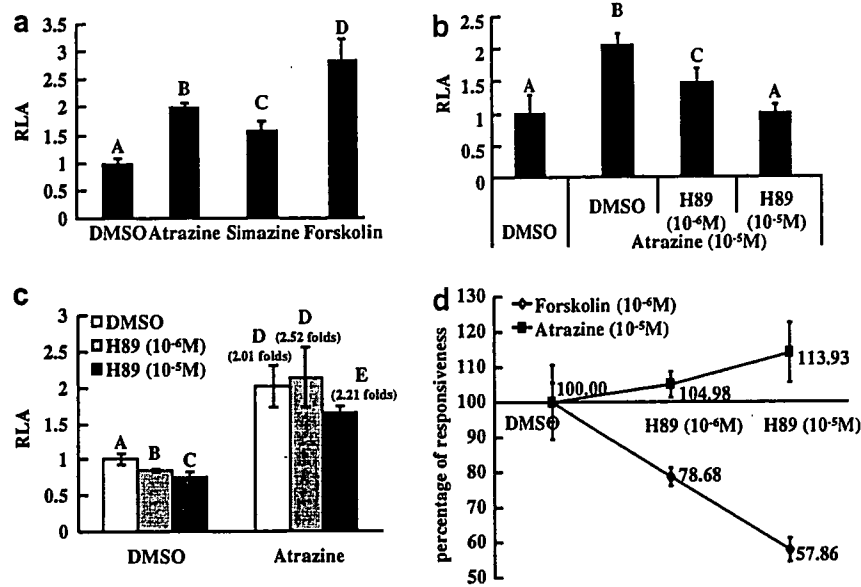 a
RLA
3.5
3
2.5
2
1.5
1
0.5
0
A
B
C
D
DMSO Atrazine Simazine Forskolin
b
RLA
2.5
2
1.5
1
0.5
0
A
B
C
A
DMSO
DMSO
H89
(10-6M)
H89
(10-5M)
Atrazine (10-5M)
c
RLA
3
2.5
2
1.5
1
0.5
0
DMSO
H89 (10-6M)
H89 (10-5M)
A
B
C
D
(2.01 folds)
D
(2.52 folds)
E
(2.21 folds)
DMSO
Atrazine
d
percentage of responsiveness
130
120
110
100
90
80
70
60
50
Forskolin (10-6M)
Atrazine (10-5M)
100.00
104.98
113.93
DMSO
H89 (10-6M)
H89 (10-5M)
78.68
57.86